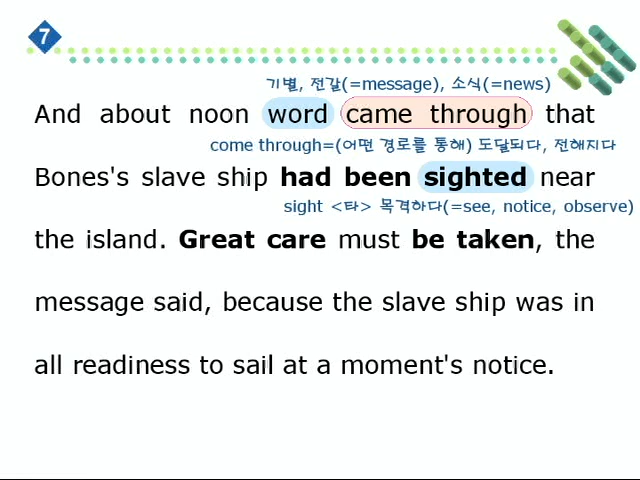 7
기별, 전갈(=message), 소식(=news)
And about noon word came through that
come through=(어떤 경로를 통해) 도달되다, 전해지다
Bones's slave ship had been sighted near
sight <타> 목격하다(=see, notice, observe)
the island. Great care must be taken, the
message said, because the slave ship was in
all readiness to sail at a moment's notice.